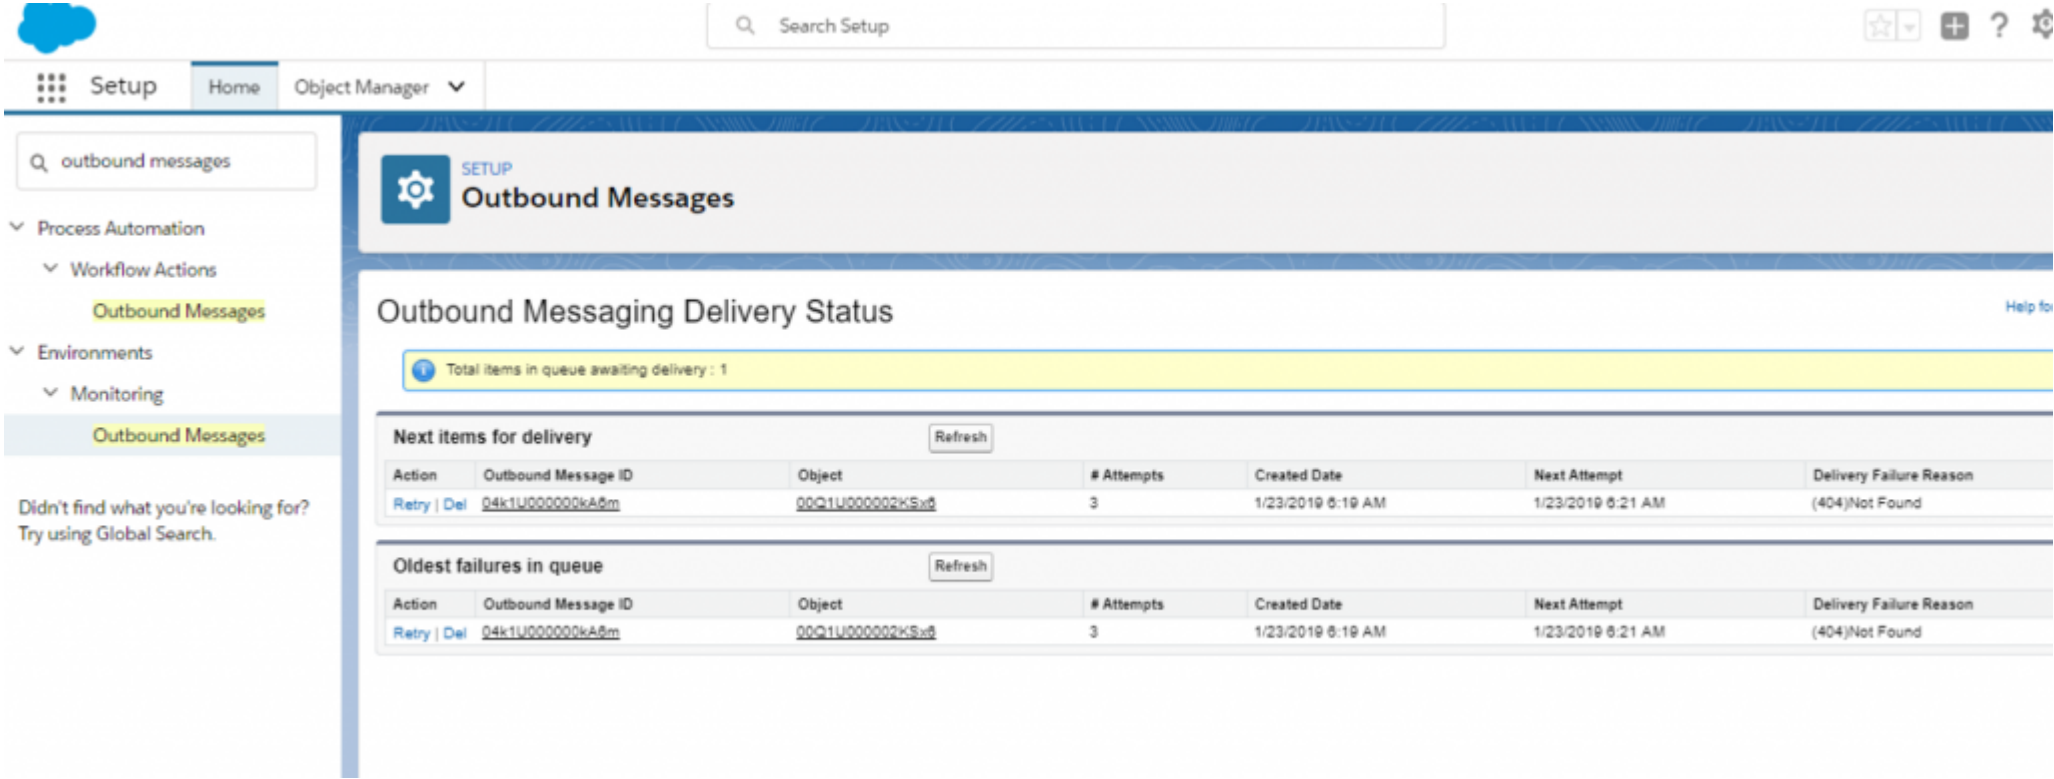 Search Setup
Setup
Home
Object Manager
outbound messages
Process Automation
Workflow Actions
Outbound Messages
Environments
Monitoring
Outbound Messages
Didn't find what you're looking for?
Try using Global Search.
SETUP
Outbound Messages
Outbound Messaging Delivery Status
Help for
Total items in queue awaiting delivery : 1
Next items for delivery Refresh
Action Outbound Message ID Object # Attempts Created Date Next Attempt Delivery Failure Reason
Retry | Del 04k1U000000kA6m 00Q1U000002KSx6 3 1/23/2019 6:19 AM 1/23/2019 6:21 AM (404)Not Found
Oldest failures in queue Refresh
Action Outbound Message ID Object # Attempts Created Date Next Attempt Delivery Failure Reason
Retry | Del 04k1U000000kA6m 00Q1U000002KSx6 3 1/23/2019 6:19 AM 1/23/2019 6:21 AM (404)Not Found